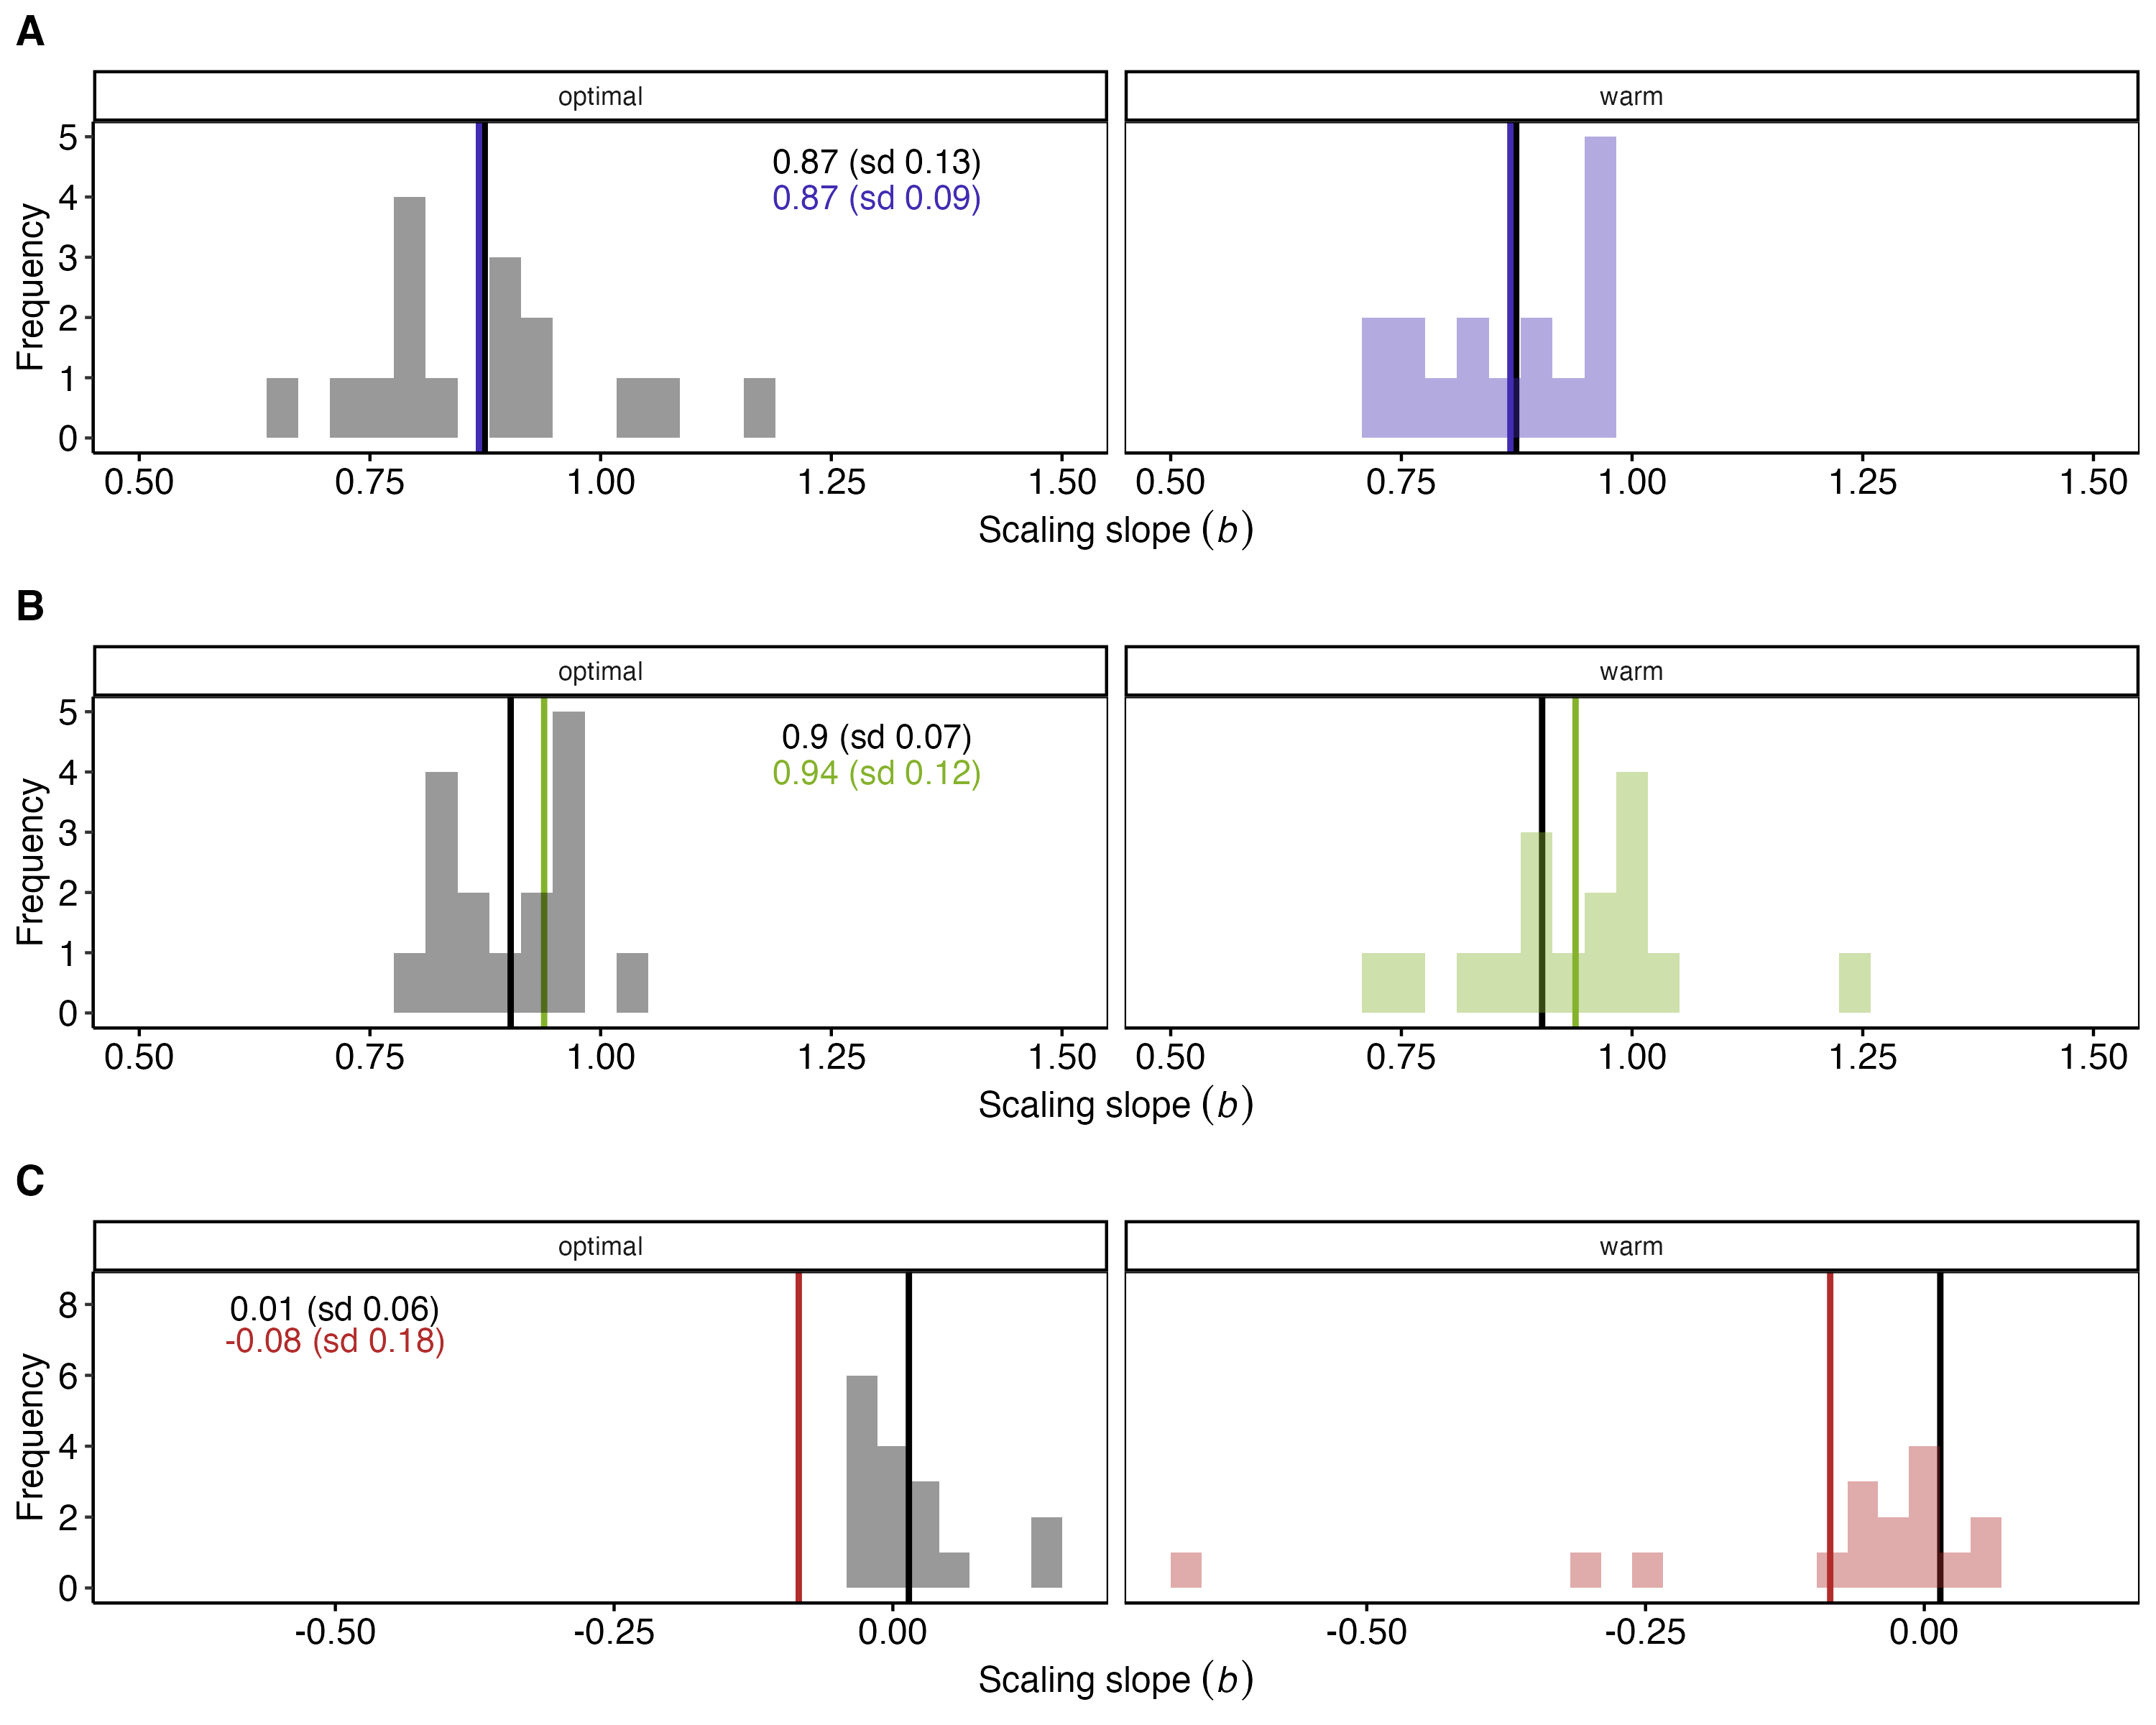 A
optimal
warm
Frequency
5
4
3
2
1
0
0.87 (sd 0.13)
0.87 (sd 0.09)
0.50 0.75 1.00 1.25 1.50
0.50 0.75 1.00 1.25 1.50
Scaling slope (b)
B
optimal
warm
Frequency
5
4
3
2
1
0
0.9 (sd 0.07)
0.94 (sd 0.12)
0.50 0.75 1.00 1.25 1.50
0.50 0.75 1.00 1.25 1.50
Scaling slope (b)
C
optimal
warm
Frequency
8
6
4
2
0
0.01 (sd 0.06)
-0.08 (sd 0.18)
-0.50 -0.25 0.00
-0.50 -0.25 0.00
Scaling slope (b)